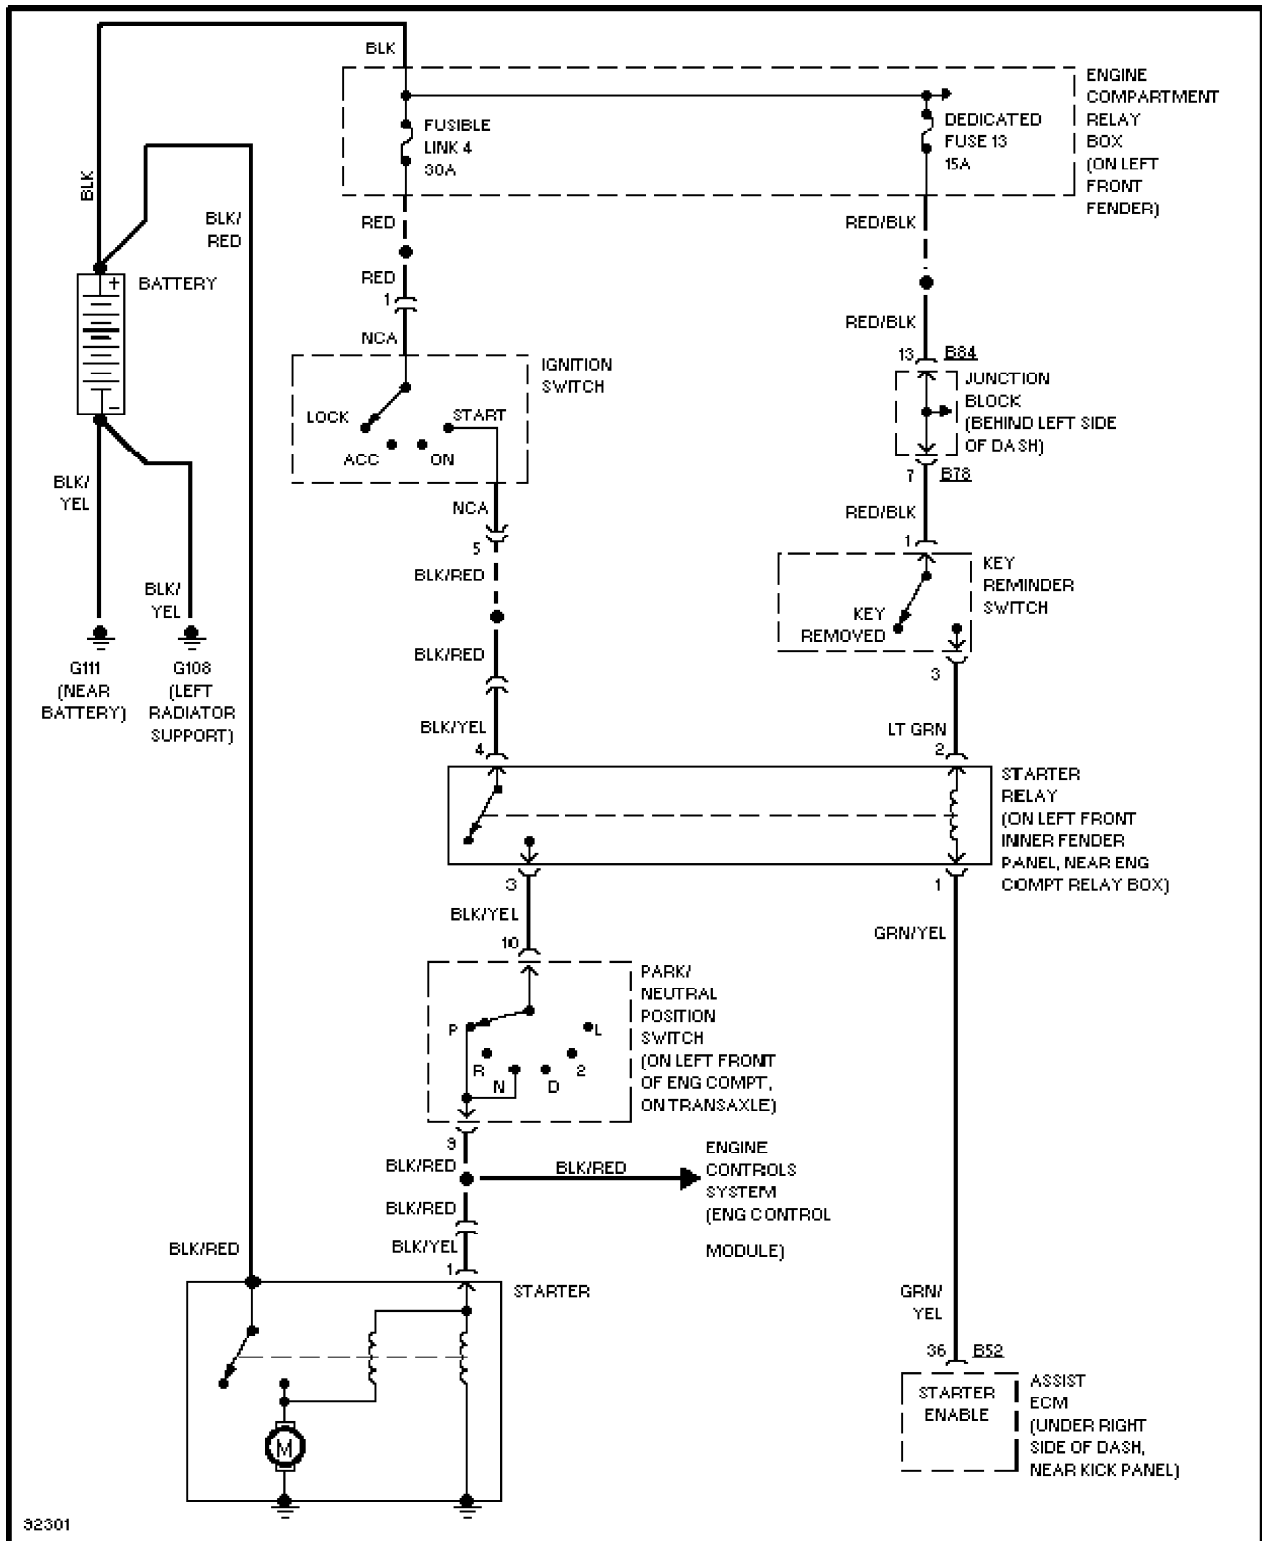 BLK
ENGINE
COMPARTMENT
RELAY
BOX
(ON LEFT
FRONT
FENDER)
FUSIBLE
LINK 4
30A
DEDICATED
FUSE 13
15A
BLK
BLK/
RED
RED
RED/BLK
BATTERY
+
−
RED
1
NCA
RED/BLK
13
B84
IGNITION
SWITCH
LOCK
START
ACC
ON
JUNCTION
BLOCK
(BEHIND LEFT SIDE
OF DASH)
7
B78
BLK/
YEL
NCA
5
RED/BLK
1
BLK/RED
KEY
REMINDER
SWITCH
KEY
REMOVED
BLK/
YEL
G111
(NEAR
BATTERY)
G108
(LEFT
RADIATOR
SUPPORT)
BLK/RED
3
BLK/YEL
4
LT GRN
2
STARTER
RELAY
(ON LEFT FRONT
INNER FENDER
PANEL, NEAR ENG
COMPT RELAY BOX)
3
1
BLK/YEL
10
GRN/YEL
PARK/
NEUTRAL
POSITION
SWITCH
(ON LEFT FRONT
OF ENG COMPT,
ON TRANSAXLE)
P
R
N
D
2
L
9
BLK/RED
BLK/RED
ENGINE
CONTROLS
SYSTEM
(ENG CONTROL
MODULE)
BLK/RED
BLK/YEL
1
BLK/RED
STARTER
GRN/
YEL
36
B52
STARTER
ENABLE
ASSIST
ECM
(UNDER RIGHT
SIDE OF DASH,
NEAR KICK PANEL)
M
92301